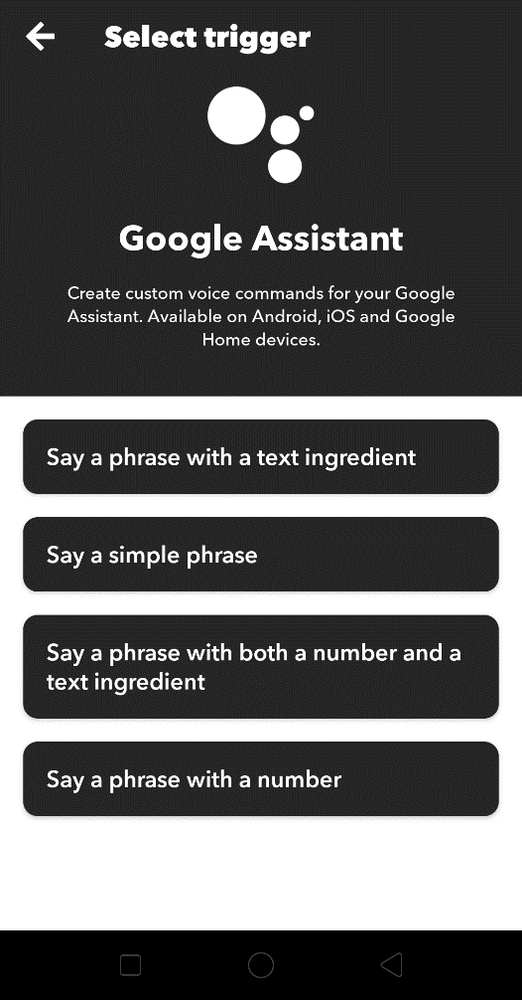 Select trigger
Google Assistant
Create custom voice commands for your Google
Assistant. Available on Android, iOS and Google
Home devices.
Say a phrase with a text ingredient
Say a simple phrase
Say a phrase with both a number and a
text ingredient
Say a phrase with a number